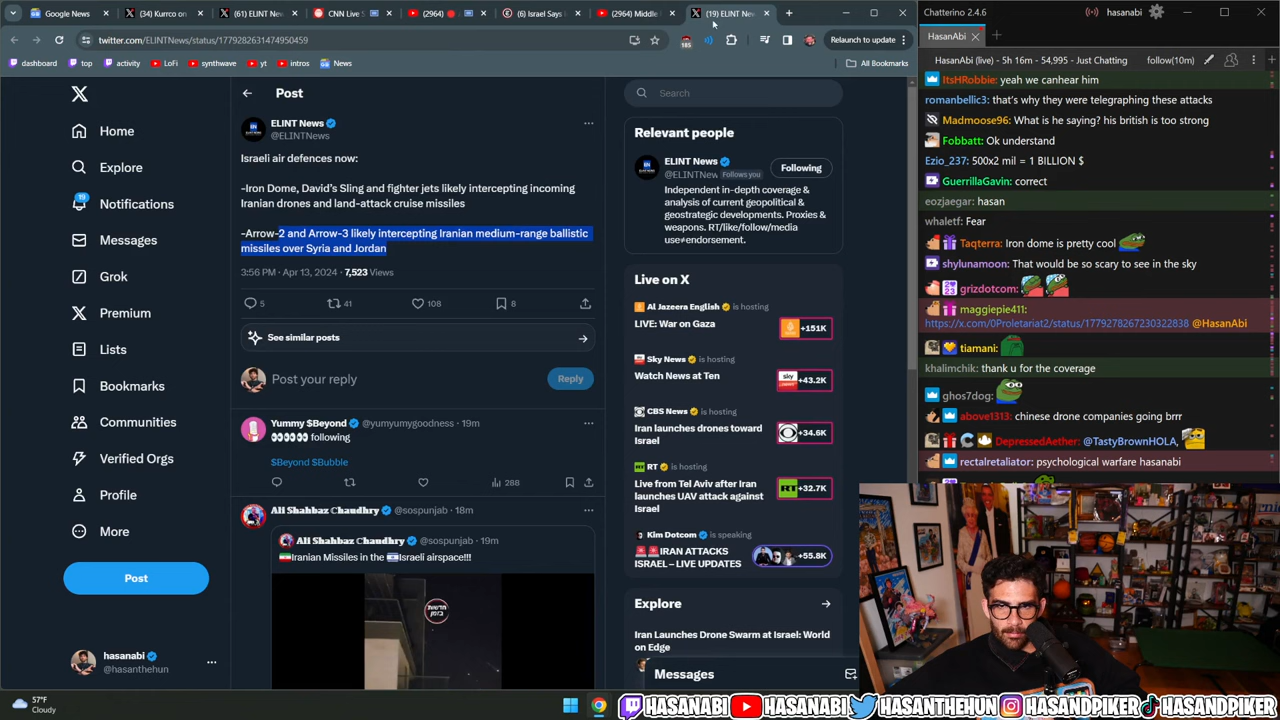 Google News
(34) Kurrco on
(61) ELINT New
CNN Live S
(2964)
(6) Israel Says
(2964) Middle
(19) ELINT New
twitter.com/ELINTNews/status/1779282631474950459
185
Relaunch to update
dashboard
top
activity
LoFi
synthwave
yt
intros
News
All Bookmarks
Home
Explore
19
Notifications
Messages
Grok
Premium
Lists
Bookmarks
Communities
Verified Orgs
Profile
More
Post
hasanabi
@hasanthehun
Post
ELINT News
@ELINTNews
Israeli air defences now:
-Iron Dome, David's Sling and fighter jets likely intercepting incoming
Iranian drones and land-attack cruise missiles
-Arrow-2 and Arrow-3 likely intercepting Iranian medium-range ballistic
missiles over Syria and Jordan
3:56 PM · Apr 13, 2024 · 7,523 Views
5
41
108
8
See similar posts
Post your reply
Reply
Yummy $Beyond @yumyumygoodness · 19m
following
$Beyond $Bubble
288
Ali Shahbaz Chaudhry @sospunjab · 18m
Ali Shahbaz Chaudhry @sospunjab · 19m
Iranian Missiles in the Israeli airspace!!!
חדשות
בזמן
Search
Relevant people
ELINT News
@ELINTNew Follows you
Following
Independent in-depth coverage &
analysis of current geopolitical &
geostrategic developments. Proxies &
weapons. RT/like/follow/media
use≠endorsement.
Live on X
Al Jazeera English is hosting
LIVE: War on Gaza
+151K
Sky News is hosting
Watch News at Ten
sky
+43.2K
CBS News is hosting
Iran launches drones toward
Israel
+34.6K
RT is hosting
Live from Tel Aviv after Iran
launches UAV attack against
Israel
RT
+32.7K
Kim Dotcom is speaking
IRAN ATTACKS
ISRAEL – LIVE UPDATES
+55.8K
Explore
Iran Launches Drone Swarm at Israel: World
on Edge
Messages
Chatterino 2.4.6
hasanabi
HasanAbi
HasanAbi (live) - 5h 16m - 54,995 - Just Chatting
follow(10m)
ItsHRobbie: yeah we canhear him
romanbellic3: that's why they were telegraphing these attacks
Madmoose96: What is he saying? his british is too strong
Fobbatt: Ok understand
Ezio_237: 500x2 mil = 1 BILLION $
GuerrillaGavin: correct
eozjaegar: hasan
whaletf: Fear
Taqterra: Iron dome is pretty cool
shylunamoon: That would be so scary to see in the sky
grizdotcom:
maggiepie411:
https://x.com/0Proletariat2/status/1779278267230322838 @HasanAbi
tiamani:
khalimchik: thank u for the coverage
ghos7dog:
above1313: chinese drone companies going brrr
DepressedAether: @TastyBrownHOLA,
rectalretaliator: psychological warfare hasanabi
57°F
Cloudy
HASANABI
HASANABI
HASANTHEHUN
HASANDPIKER
HASANDPIKER